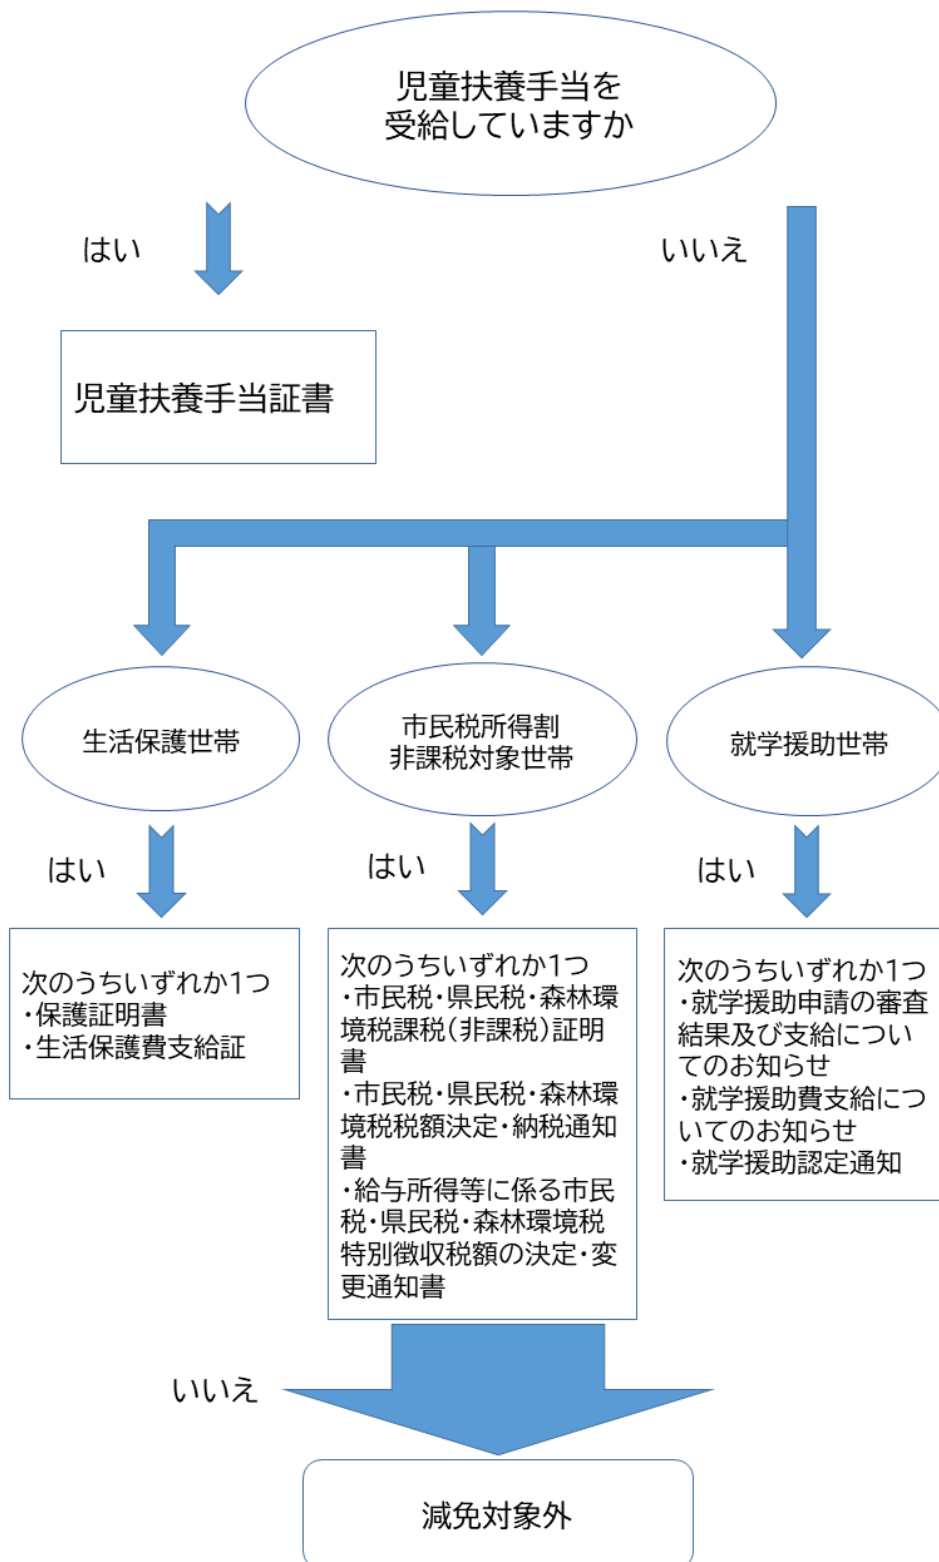 児童扶養手当を
受給していますか
はい
いいえ
児童扶養手当証書
生活保護世帯
市民税所得割
非課税対象世帯
就学援助世帯
はい
はい
はい
次のうちいずれか1つ
・保護証明書
・生活保護費支給証
次のうちいずれか1つ
・市民税・県民税・森林環
境税課税(非課税)証明
書
・市民税・県民税・森林環
境税税額決定・納税通知
書
・給与所得等に係る市民
税・県民税・森林環境税
特別徴収税額の決定・変
更通知書
次のうちいずれか1つ
・就学援助申請の審査
結果及び支給につい
てのお知らせ
・就学援助費支給につ
いてのお知らせ
・就学援助認定通知
いいえ
減免対象外